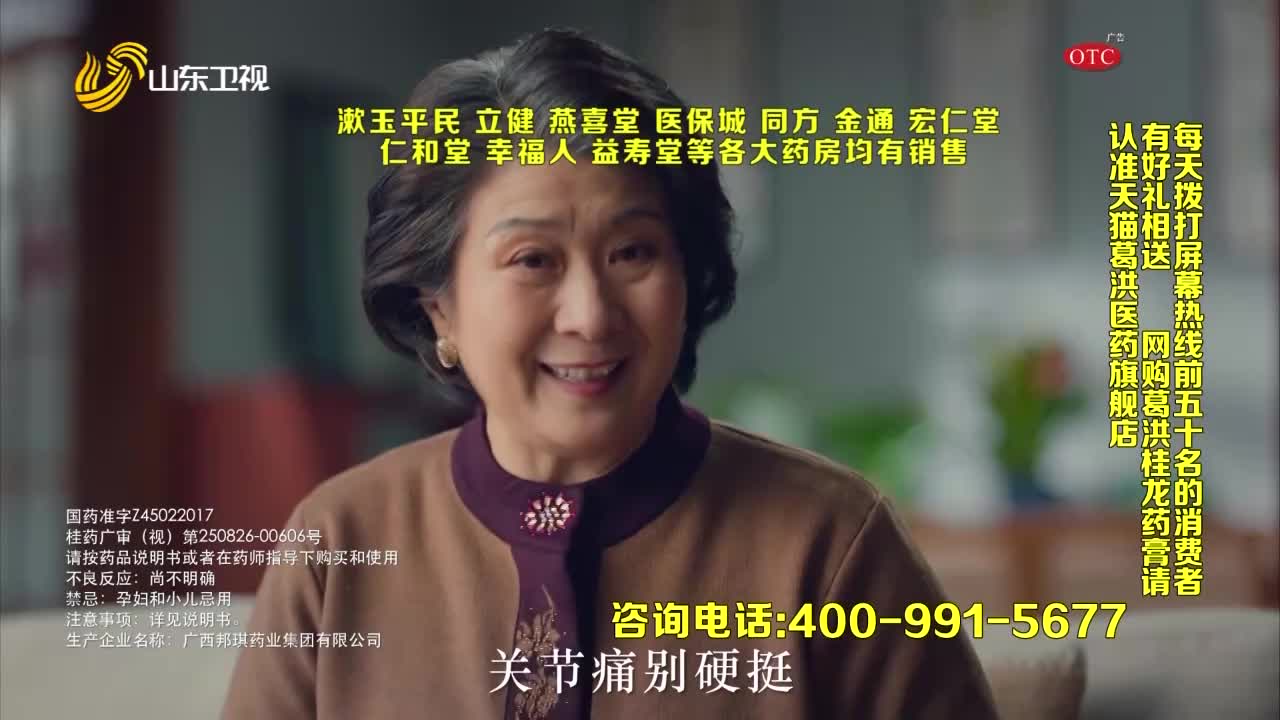 山东卫视
广告
OTC
漱玉平民 立健 燕喜堂 医保城 同方 金通 宏仁堂
仁和堂 幸福人 益寿堂等各大药房均有销售
每天拨打屏幕热线前五十名的消费者
有好礼相送 网购葛洪桂龙药膏请
认准天猫葛洪医药旗舰店
国药准字Z45022017
桂药广审（视）第250826-00606号
请按药品说明书或者在药师指导下购买和使用
不良反应：尚不明确
禁忌：孕妇和小儿忌用
注意事项：详见说明书。
生产企业名称：广西邦琪药业集团有限公司
咨询电话:400-991-5677
关节痛别硬挺